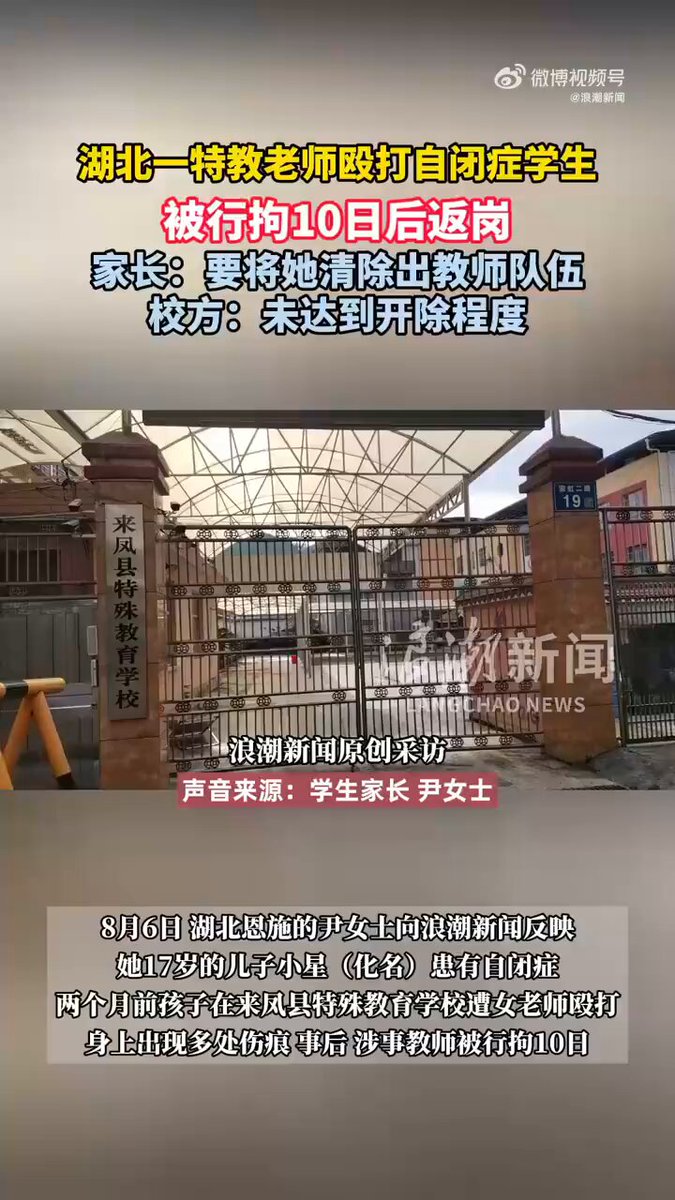 微博视频号
@浪潮新闻
湖北一特教老师殴打自闭症学生
被行拘10日后返岗
家长：要将她清除出教师队伍
校方：未达到开除程度
19
来凤县特殊教育学校
浪潮新闻
LANGCHAO NEWS
浪潮新闻原创采访
声音来源：学生家长 尹女士
8月6日 湖北恩施的尹女士向浪潮新闻反映
她17岁的儿子小星（化名）患有自闭症
两个月前孩子在来凤县特殊教育学校遭女老师殴打
身上出现多处伤痕 事后 涉事教师被行拘10日